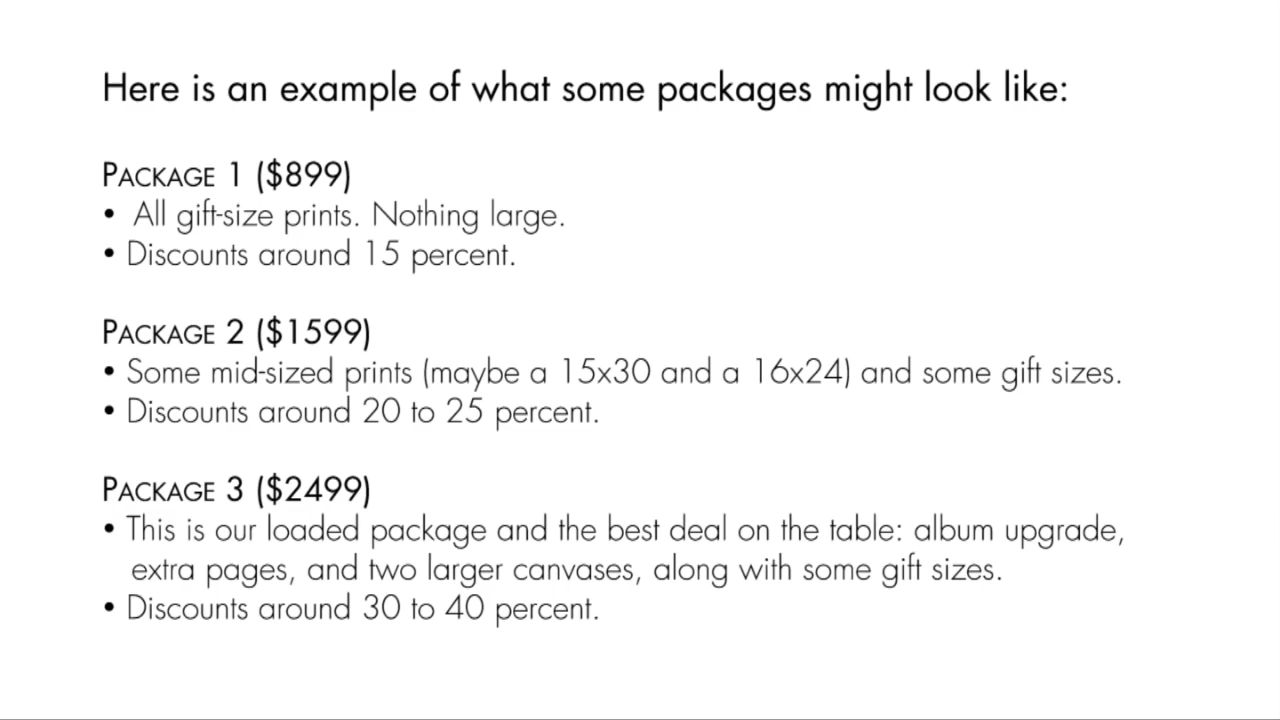 Here is an example of what some packages might look like:
PACKAGE 1 ($899)
• All gift-size prints. Nothing large.
• Discounts around 15 percent.
PACKAGE 2 ($1599)
• Some mid-sized prints (maybe a 15x30 and a 16x24) and some gift sizes.
• Discounts around 20 to 25 percent.
PACKAGE 3 ($2499)
• This is our loaded package and the best deal on the table: album upgrade,
extra pages, and two larger canvases, along with some gift sizes.
• Discounts around 30 to 40 percent.